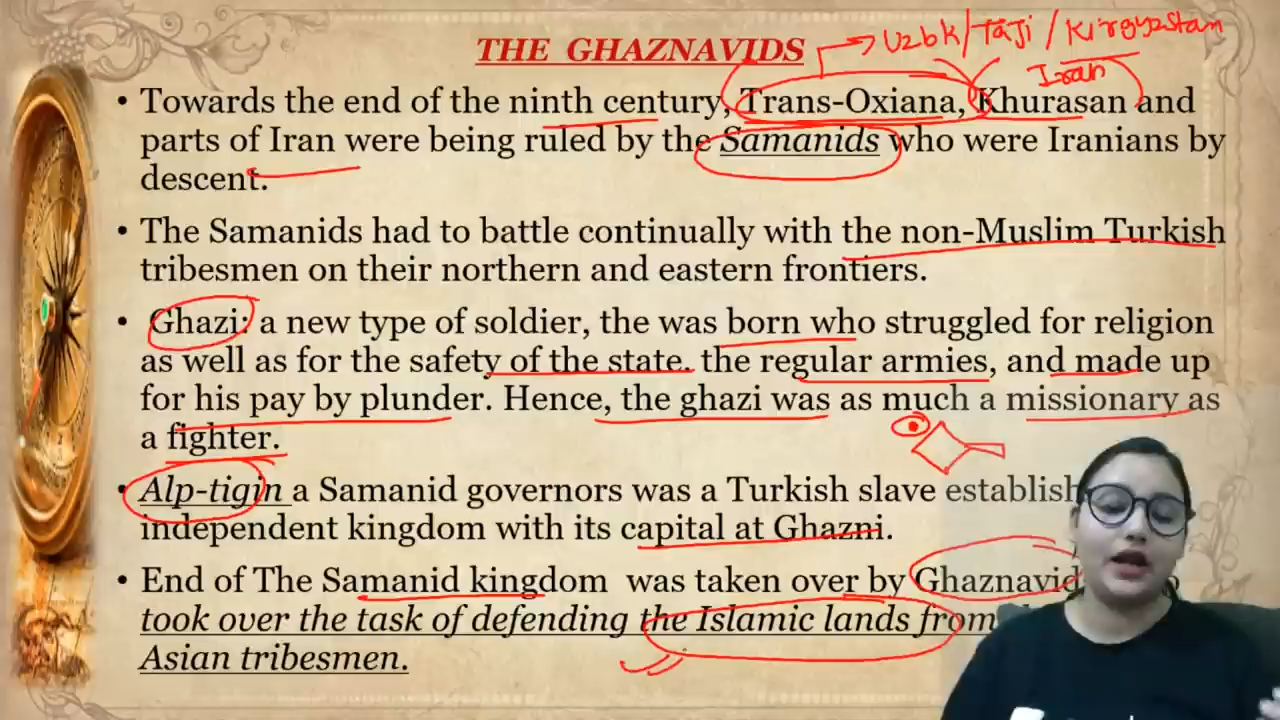 THE GHAZNAVIDS
Uzbk/Taji/Kirgyzstan
Iran
• Towards the end of the ninth century, Trans-Oxiana, Khurasan and
parts of Iran were being ruled by the Samanids who were Iranians by
descent.
• The Samanids had to battle continually with the non-Muslim Turkish
tribesmen on their northern and eastern frontiers.
• Ghazi: a new type of soldier, the was born who struggled for religion
as well as for the safety of the state. the regular armies, and made up
for his pay by plunder. Hence, the ghazi was as much a missionary as
a fighter.
• Alp-tigin a Samanid governors was a Turkish slave establish
independent kingdom with its capital at Ghazni.
• End of The Samanid kingdom was taken over by Ghaznavid
took over the task of defending the Islamic lands from
Asian tribesmen.